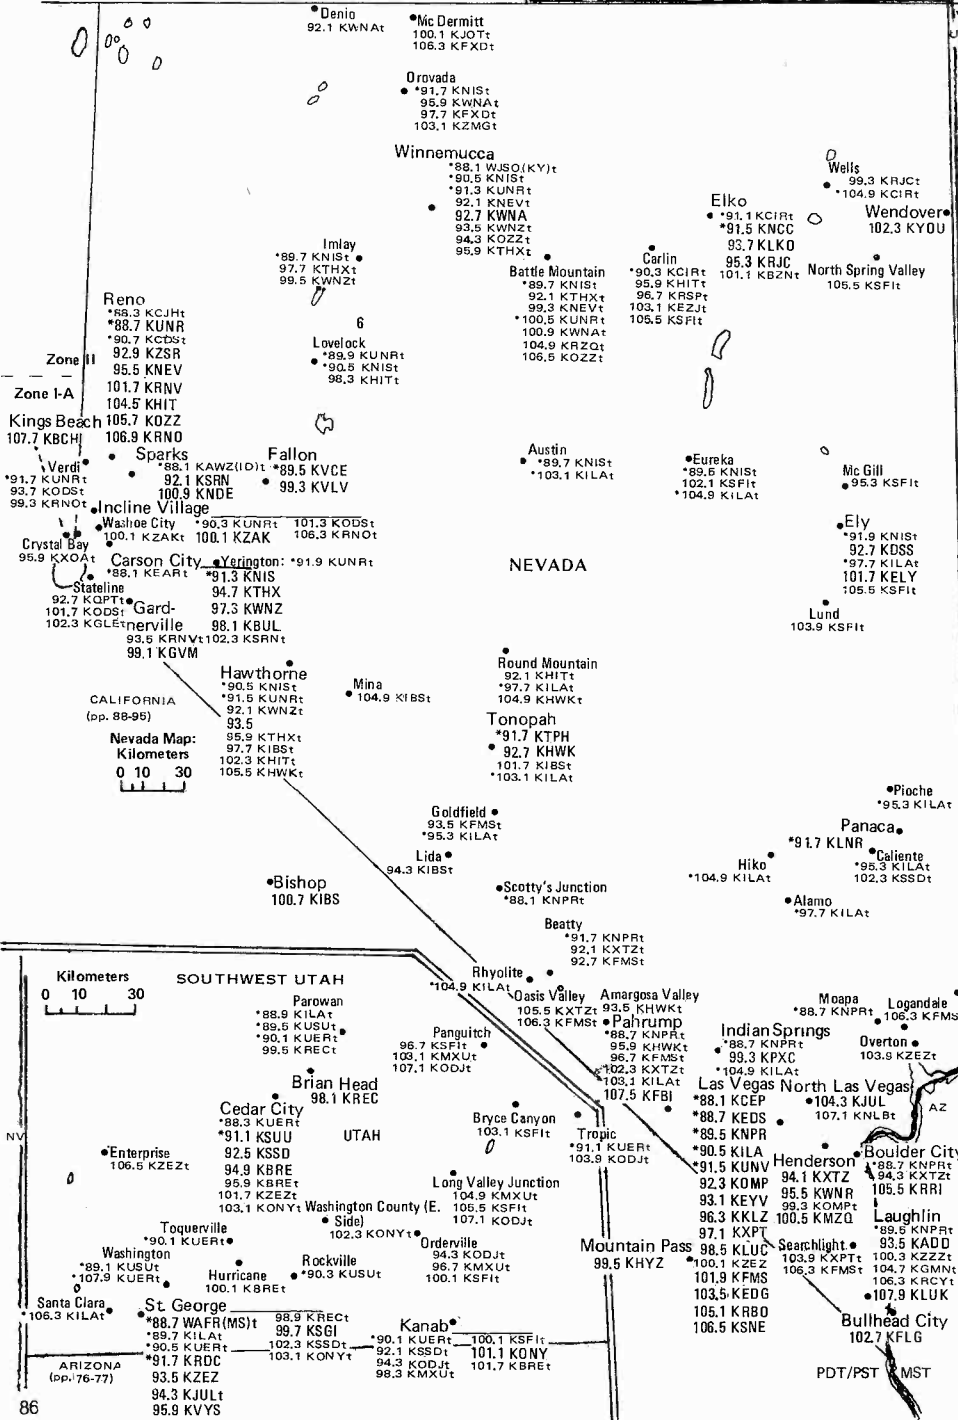 Denio
92.1 KWNAt
Mc Dermitt
100.1 KJOTt
106.3 KFXDt
Orovada
*91.7 KNISt
95.9 KWNAt
97.7 KFXDt
103.1 KZMGt
Winnemucca
*88.1 WJSO(KY)t
*90.5 KNISt
*91.3 KUNRt
92.1 KNEVt
92.7 KWNA
93.5 KWNZt
94.3 KOZZt
95.9 KTHXt
Wells
99.3 KRJCt
*104.9 KCIRt
Elko
*91.1 KCIRt
*91.5 KNCC
93.7 KLKO
95.3 KRJC
101.1 KBZNt
Wendover
102.3 KYOU
Imlay
*89.7 KNISt
97.7 KTHXt
99.5 KWNZt
Battle Mountain
*89.7 KNISt
92.1 KTHXt
99.3 KNEVt
*100.5 KUNRt
100.9 KWNAt
104.9 KRZQt
106.5 KOZZt
Carlin
*90.3 KCIRt
95.9 KHITt
96.7 KRSPt
103.1 KEZJt
105.5 KSFIt
North Spring Valley
105.5 KSFIt
Reno
*88.3 KCJHt
*88.7 KUNR
*90.7 KCDSt
92.9 KZSR
95.5 KNEV
101.7 KRNV
104.5 KHIT
105.7 KOZZ
106.9 KRNO
6
Lovelock
*89.9 KUNRt
*90.5 KNISt
98.3 KHITt
Zone II
Zone I-A
Kings Beach
107.7 KBCH
Verdi
*91.7 KUNRt
93.7 KODSt
99.3 KRNOt
Sparks
*88.1 KAWZ(ID)t
92.1 KSRN
100.9 KNDE
Fallon
*89.5 KVCE
99.3 KVLV
Austin
*89.7 KNISt
*103.1 KILAt
Eureka
*89.5 KNISt
102.1 KSFIt
*104.9 KILAt
Mc Gill
95.3 KSFIt
Incline Village
*90.3 KUNRt
100.1 KZAK
101.3 KODSt
106.3 KRNOt
Washoe City
100.1 KZAKt
Crystal Bay
95.9 KXOAt
Carson City
*88.1 KEARt
*91.3 KNIS
94.7 KTHX
97.3 KWNZ
98.1 KBUL
102.3 KSRNt
Yerington: *91.9 KUNRt
NEVADA
Ely
*91.9 KNISt
92.7 KDSS
*97.7 KILAt
101.7 KELY
105.5 KSFIt
Stateline
92.7 KQPTt
101.7 KODSt
102.3 KGLEt
Gard-
nerville
93.5 KRNVt
99.1 KGVM
Lund
103.9 KSFIt
Hawthorne
*90.5 KNISt
*91.5 KUNRt
92.1 KWNZt
93.5
95.9 KTHXt
97.7 KIBSt
102.3 KHITt
105.5 KHWKt
Mina
104.9 KIBSt
Round Mountain
92.1 KHITt
*97.7 KILAt
104.9 KHWKt
Tonopah
*91.7 KTPH
92.7 KHWK
101.7 KIBSt
*103.1 KILAt
CALIFORNIA
(pp. 88-95)
Nevada Map:
Kilometers
0 10 30
Goldfield
93.5 KFMSt
*95.3 KILAt
Lida
94.3 KIBSt
Pioche
*95.3 KILAt
Panaca
*91.7 KLNR
Caliente
*95.3 KILAt
102.3 KSSDt
Hiko
*104.9 KILAt
Alamo
*97.7 KILAt
Bishop
100.7 KIBS
Scotty's Junction
*88.1 KNPRt
Beatty
*91.7 KNPRt
92.1 KXTZt
92.7 KFMSt
Rhyolite
*104.9 KILAt
Oasis Valley
105.5 KXTZt
106.3 KFMSt
Amargosa Valley
93.5 KHWKt
Pahrump
*88.7 KNPRt
95.9 KHWKt
96.7 KFMSt
*102.3 KXTZt
*103.1 KILAt
107.5 KFBI
Moapa
*88.7 KNPRt
Logandale
106.3 KFMS
Indian Springs
*88.7 KNPRt
99.3 KPXC
*104.9 KILAt
Overton
103.9 KZEZt
Las Vegas
*88.1 KCEP
*88.7 KEDS
*89.5 KNPR
*90.5 KILA
*91.5 KUNV
92.3 KOMP
93.1 KEYV
96.3 KKLZ
97.1 KXPT
98.5 KLUC
*100.1 KZEZ
101.9 KFMS
103.5 KEDG
105.1 KRBO
106.5 KSNE
North Las Vegas
104.3 KJUL
107.1 KNLBt
AZ
Henderson
94.1 KXTZ
95.5 KWNR
99.3 KOMPt
100.5 KMZQ
Boulder City
*88.7 KNPRt
94.3 KXTZt
105.5 KRRI
Searchlight
103.9 KXPTt
106.3 KFMSt
Laughlin
*89.5 KNPRt
93.5 KADD
100.3 KZZZt
104.7 KGMNt
106.3 KRCYt
107.9 KLUK
Bullhead City
102.7 KFLG
PDT/PST MST
Mountain Pass
99.5 KHYZ
SOUTHWEST UTAH
Kilometers
0 10 30
Parowan
*88.9 KILAt
*89.5 KUSUt
*90.1 KUERt
99.5 KRECt
Panguitch
96.7 KSFIt
103.1 KMXUt
107.1 KODJt
Brian Head
98.1 KREC
Cedar City
*88.3 KUERt
*91.1 KSUU
92.5 KSSD
94.9 KBRE
95.9 KBREt
101.7 KZEZt
103.1 KONYt
UTAH
Bryce Canyon
103.1 KSFIt
Tropic
*91.1 KUERt
103.9 KODJt
NV
Enterprise
106.5 KZEZt
Long Valley Junction
104.9 KMXUt
105.5 KSFIt
107.1 KODJt
Washington County (E.
Side)
102.3 KONYt
Orderville
94.3 KODJt
96.7 KMXUt
100.1 KSFIt
Toquerville
*90.1 KUERt
Washington
*89.1 KUSUt
*107.9 KUERt
Hurricane
100.1 KBREt
Rockville
*90.3 KUSUt
Santa Clara
*106.3 KILAt
St. George
*88.7 WAFR(MS)t
*89.7 KILAt
*90.5 KUERt
*91.7 KRDC
93.5 KZEZ
94.3 KJULt
95.9 KVYS
98.9 KRECt
99.7 KSGI
102.3 KSSDt
103.1 KONYt
Kanab
*90.1 KUERt
92.1 KSSDt
94.3 KODJt
98.3 KMXUt
100.1 KSFIt
101.1 KONY
101.7 KBREt
ARIZONA
(pp. 76-77)
86